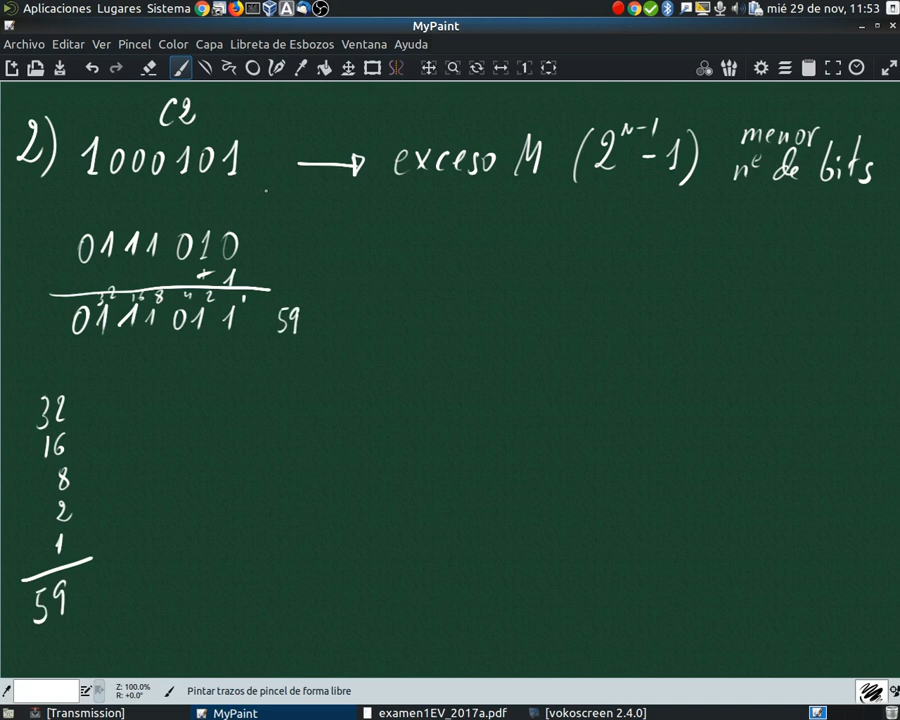 Aplicaciones Lugares Sistema mié 29 de nov, 11:53
MyPaint
Archivo Editar Ver Pincel Color Capa Libreta de Esbozos Ventana Ayuda
C2
2) 1000101 → exceso M (2^(n-1) - 1) menor nº de bits
0111010
+ 1
32 16 8 4 2 1
0111011 59
32
16
8
2
1
59
Z: 100.0%
R: +0.0°
Pintar trazos de pincel de forma libre
[Transmission] MyPaint examen1EV_2017a.pdf [vokoscreen 2.4.0]